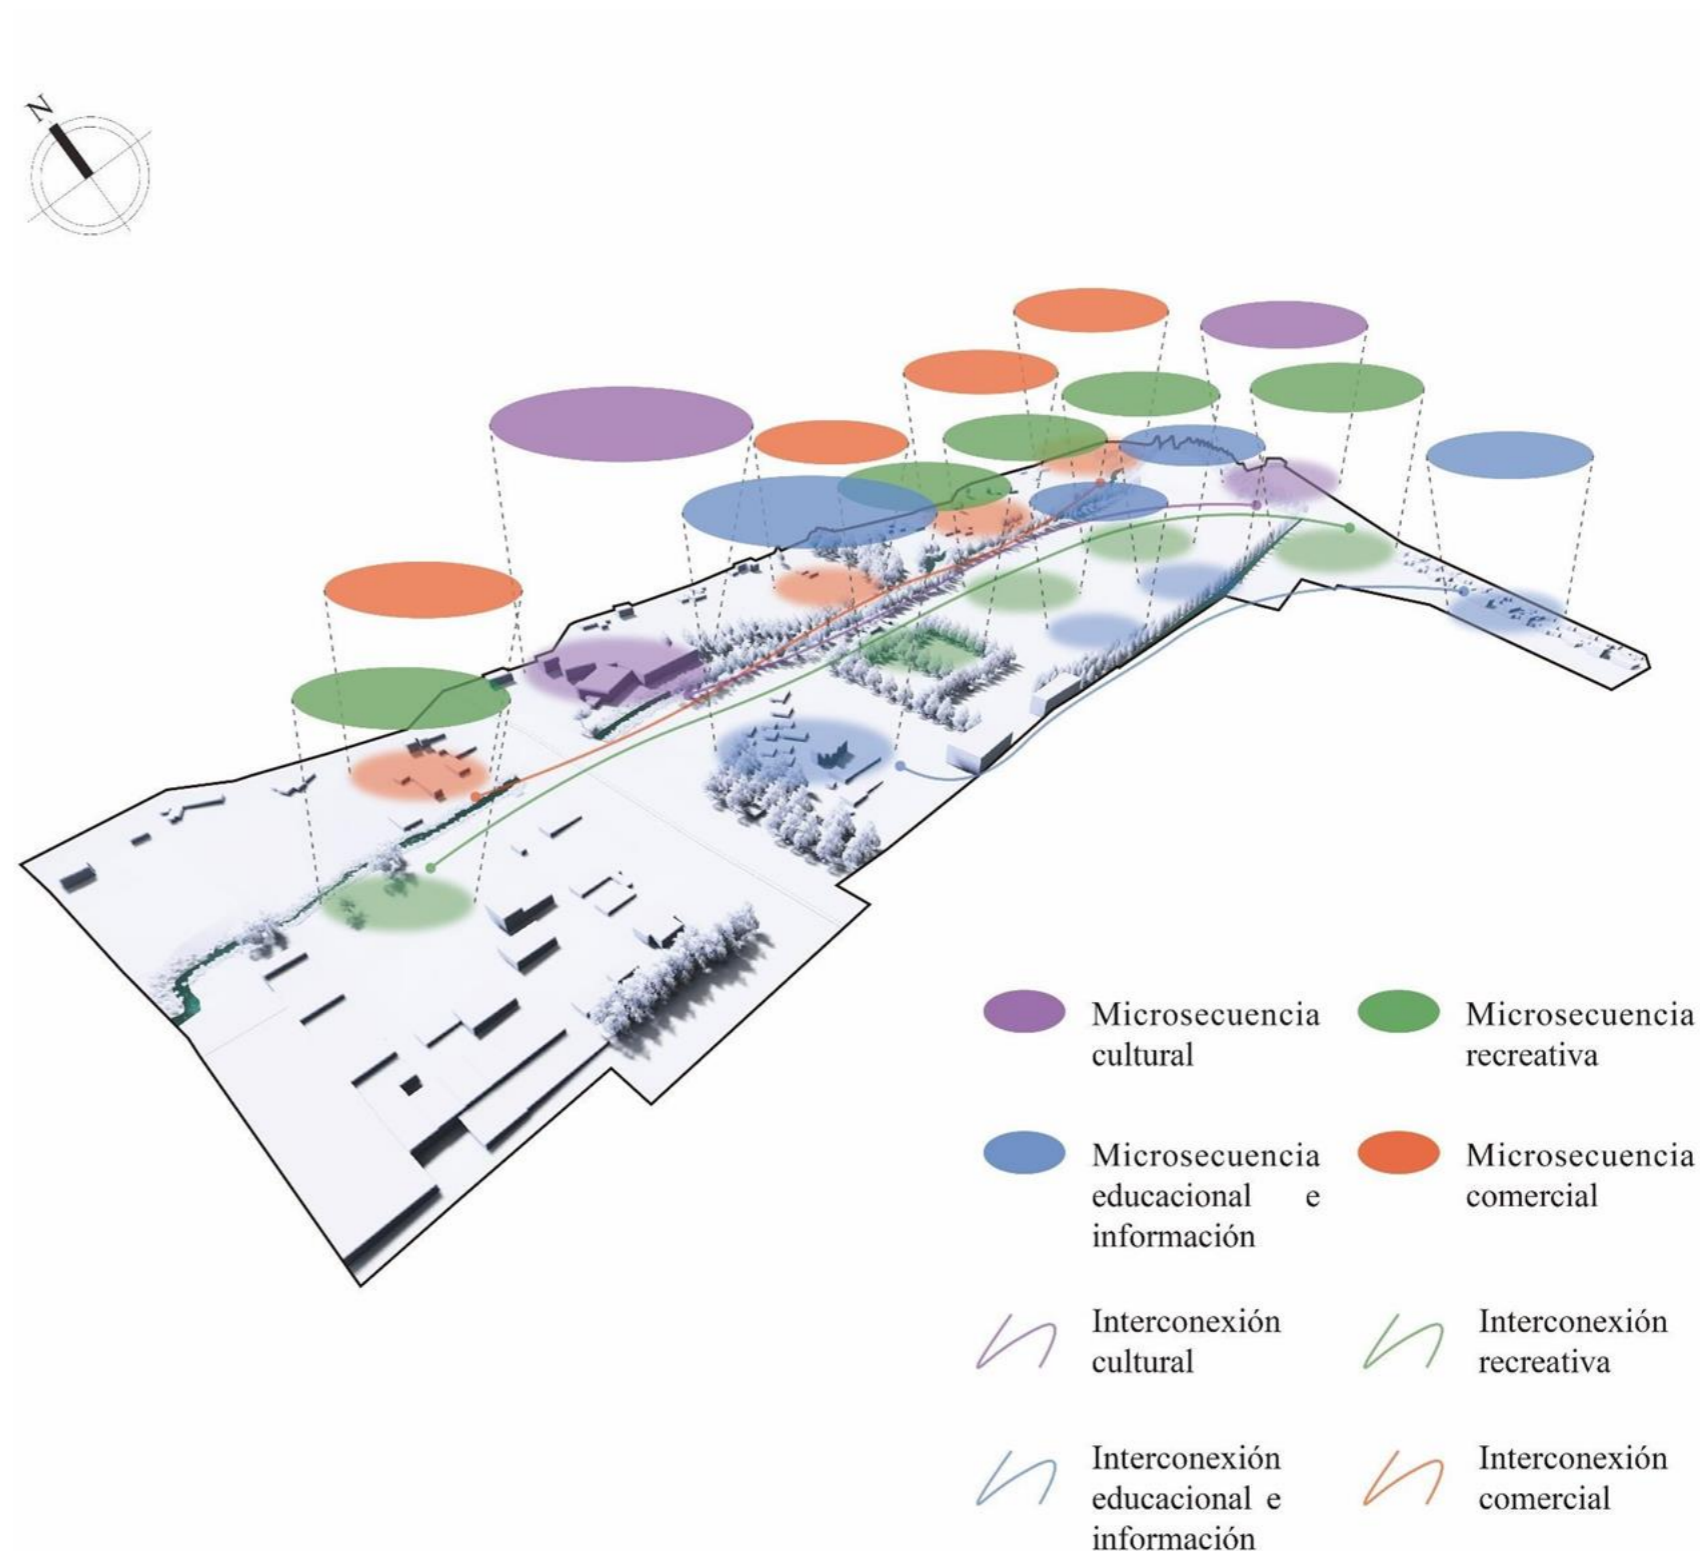 N
Microsecuencia
cultural
Microsecuencia
recreativa
Microsecuencia
educacional e
información
Microsecuencia
comercial
Interconexión
cultural
Interconexión
recreativa
Interconexión
educacional e
información
Interconexión
comercial